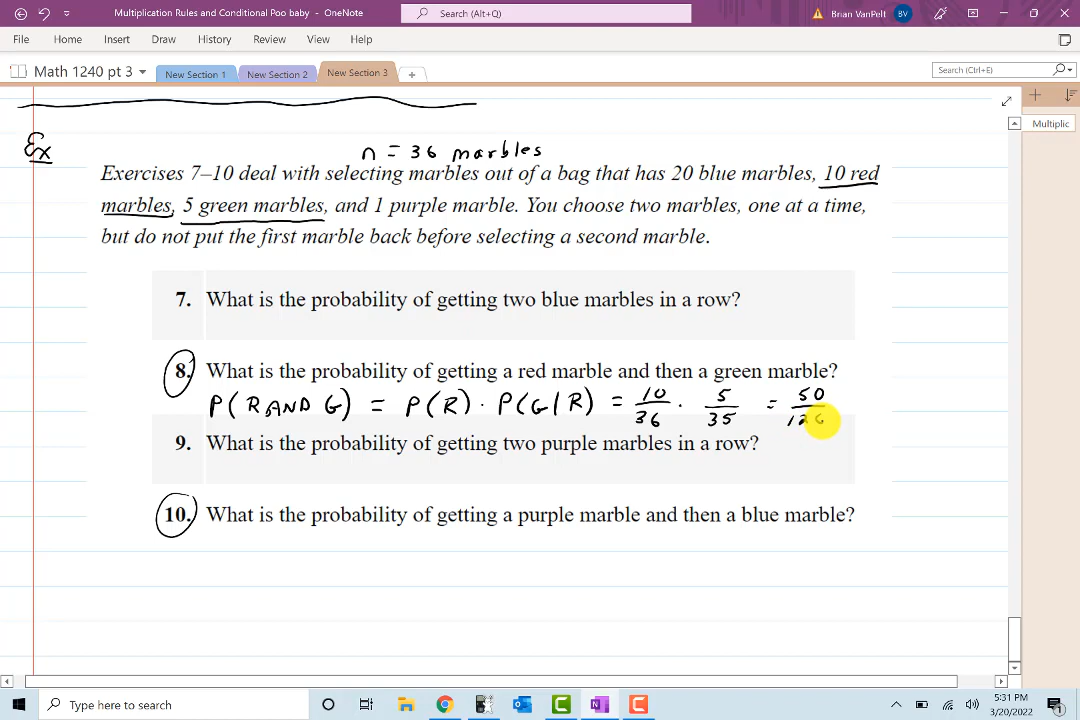 Multiplication Rules and Conditional Poo baby - OneNote
Search (Alt+Q)
Brian VanPelt
BV
File Home Insert Draw History Review View Help
Math 1240 pt 3
New Section 1
New Section 2
New Section 3
Search (Ctrl+E)
Multiplic
Ex
n = 36 marbles
Exercises 7–10 deal with selecting marbles out of a bag that has 20 blue marbles, 10 red
marbles, 5 green marbles, and 1 purple marble. You choose two marbles, one at a time,
but do not put the first marble back before selecting a second marble.
7. What is the probability of getting two blue marbles in a row?
8. What is the probability of getting a red marble and then a green marble?
P(R AND G) = P(R) · P(G|R) = 10/36 · 5/35 = 50/126
9. What is the probability of getting two purple marbles in a row?
10. What is the probability of getting a purple marble and then a blue marble?
Type here to search
5:31 PM
3/20/2022